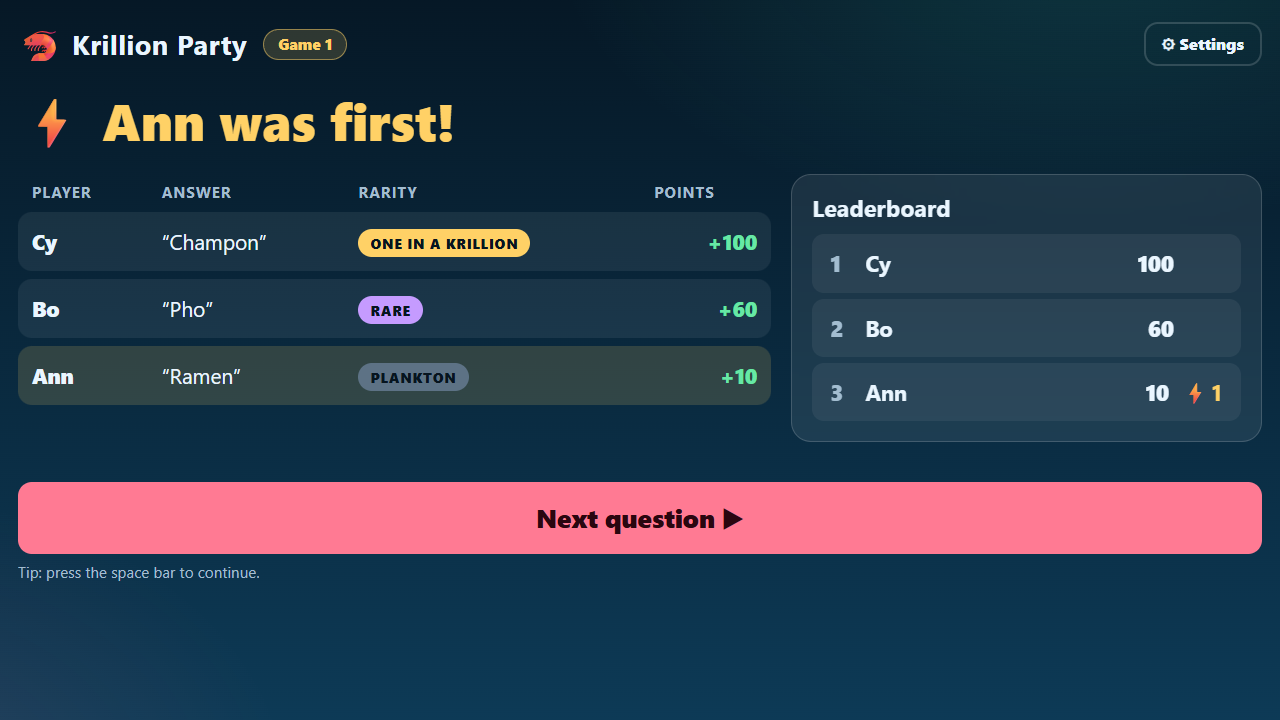 Krillion Party
Game 1
⚙ Settings
Ann was first!
PLAYER ANSWER RARITY POINTS
Cy “Champon” ONE IN A KRILLION +100
Bo “Pho” RARE +60
Ann “Ramen” PLANKTON +10
Leaderboard
1 Cy 100
2 Bo 60
3 Ann 10 ⚡ 1
Next question ▶
Tip: press the space bar to continue.